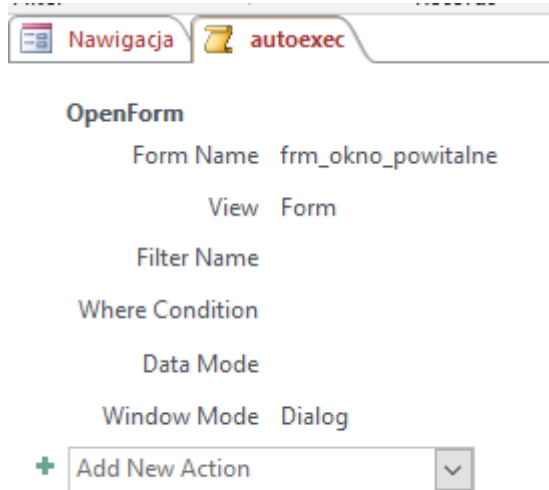 Nawigacja autoexec
OpenForm
Form Name frm_okno_powitalne
View Form
Filter Name
Where Condition
Data Mode
Window Mode Dialog
Add New Action